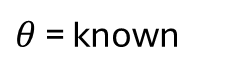 θ = known